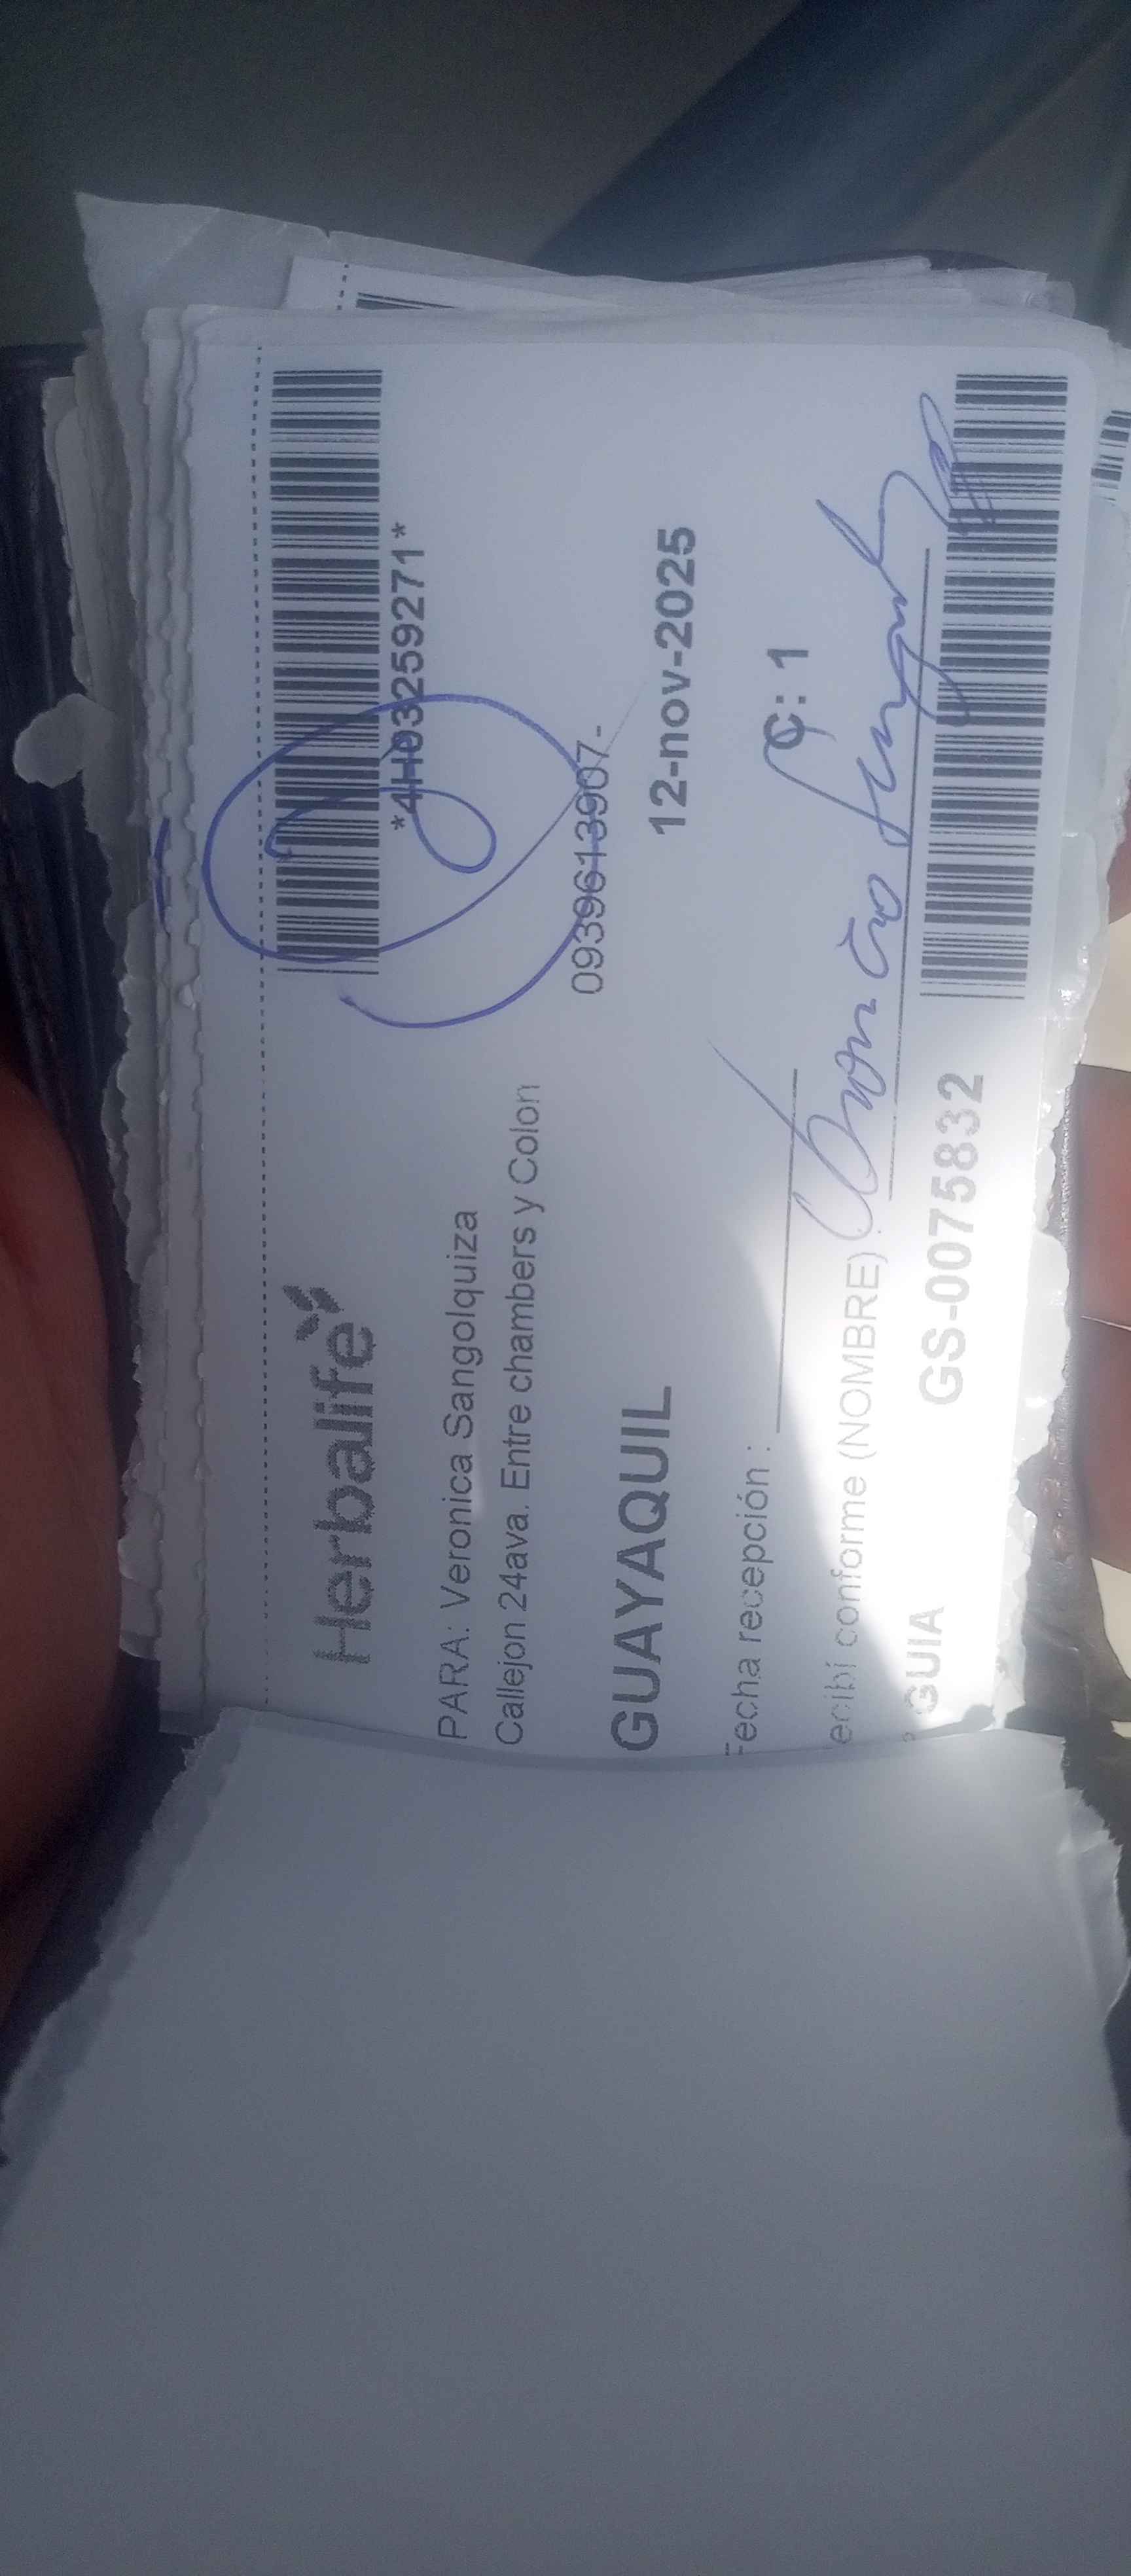 Herbalife
*4H03259271*
PARA: Veronica Sangolquiza
Callejon 24ava. Entre chambers y Colon
0939613907-
GUAYAQUIL
12-nov-2025
Fecha recepción :
C: 1
ecibí conforme (NOMBRE)
GUIA GS-0075832